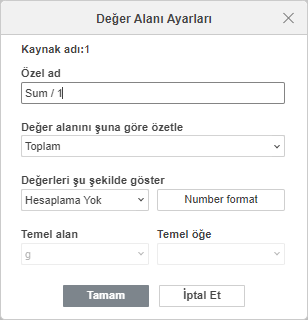 Değer Alanı Ayarları
Kaynak adı:1
Özel ad
Sum / 1
Değer alanını şuna göre özetle
Toplam
Değerleri şu şekilde göster
Hesaplama Yok
Number format
Temel alan
Temel öğe
g
Tamam
İptal Et